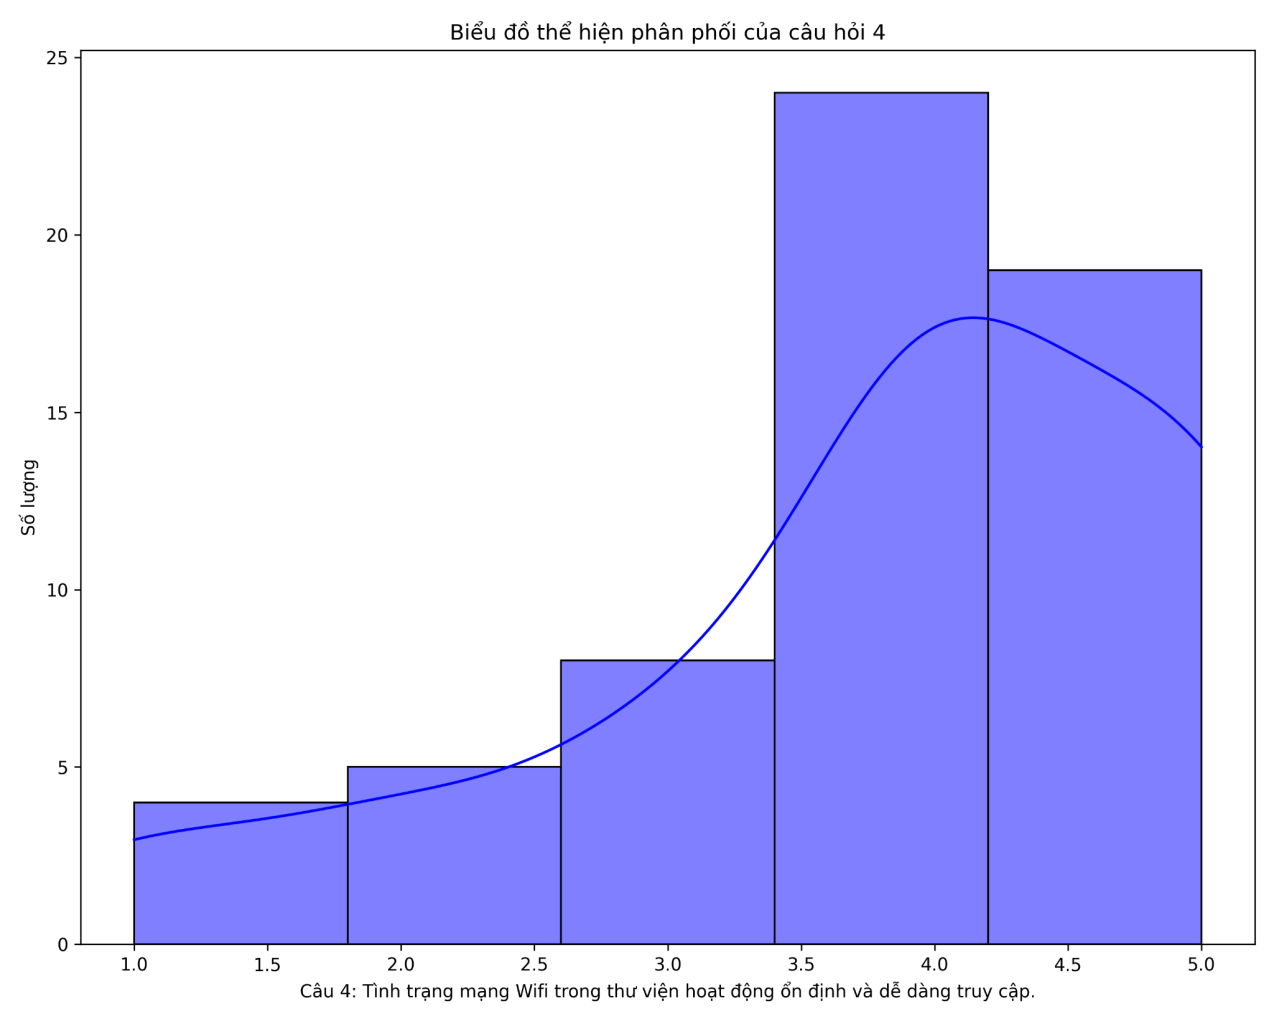 Biểu đồ thể hiện phân phối của câu hỏi 4
25
20
15
10
5
0
Số lượng
1.0 1.5 2.0 2.5 3.0 3.5 4.0 4.5 5.0
Câu 4: Tình trạng mạng Wifi trong thư viện hoạt động ổn định và dễ dàng truy cập.